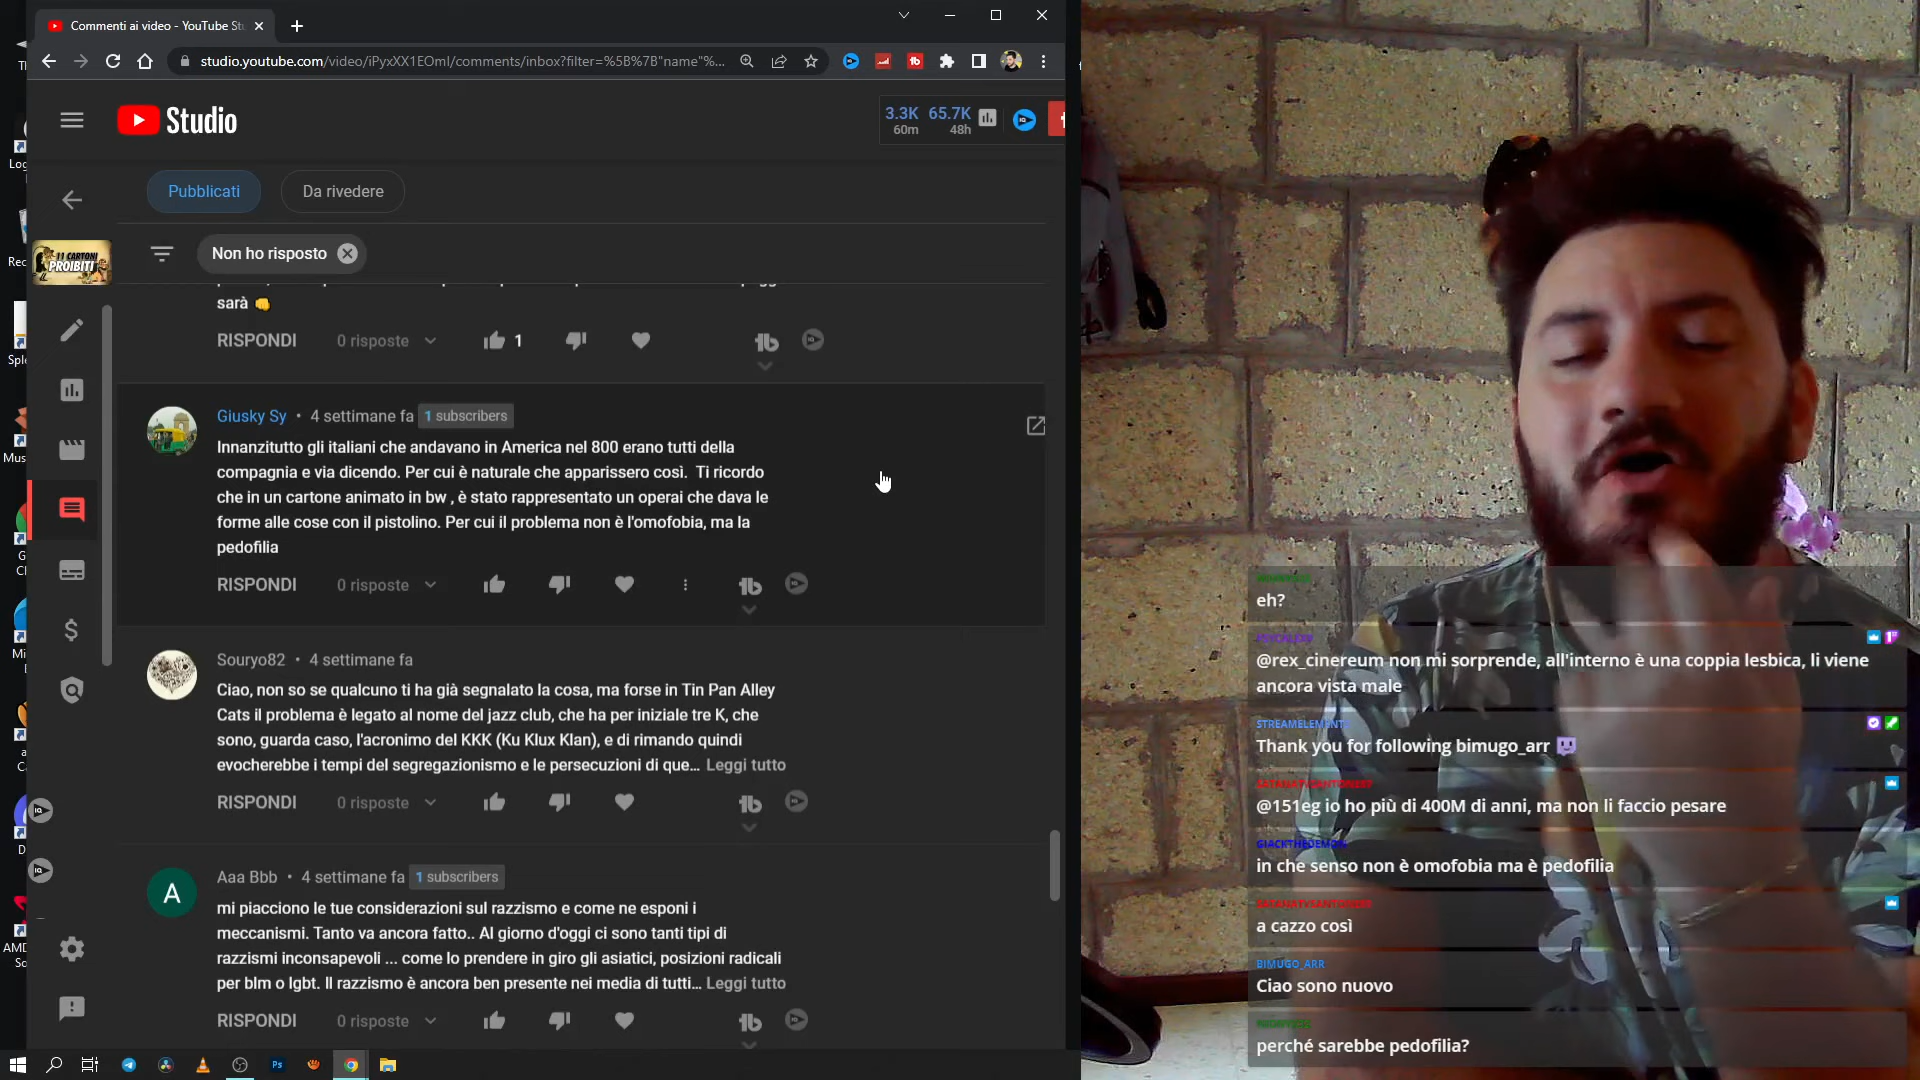 Commenti ai video - YouTube Stu
studio.youtube.com/video/iPyxXX1EOmI/comments/inbox?filter=%5B%7B"name"%...
Studio
3.3K 65.7K
60m 48h
Pubblicati
Da rivedere
11 CARTONI
PROIBITI
Non ho risposto
sarà 👊
RISPONDI 0 risposte 1
Giusky Sy • 4 settimane fa 1 subscribers
Innanzitutto gli italiani che andavano in America nel 800 erano tutti della
compagnia e via dicendo. Per cui è naturale che apparissero così. Ti ricordo
che in un cartone animato in bw , è stato rappresentato un operai che dava le
forme alle cose con il pistolino. Per cui il problema non è l'omofobia, ma la
pedofilia
RISPONDI 0 risposte
Souryo82 • 4 settimane fa
Ciao, non so se qualcuno ti ha già segnalato la cosa, ma forse in Tin Pan Alley
Cats il problema è legato al nome del jazz club, che ha per iniziale tre K, che
sono, guarda caso, l'acronimo del KKK (Ku Klux Klan), e di rimando quindi
evocherebbe i tempi del segregazionismo e le persecuzioni di que... Leggi tutto
RISPONDI 0 risposte
A
Aaa Bbb • 4 settimane fa 1 subscribers
mi piacciono le tue considerazioni sul razzismo e come ne esponi i
meccanismi. Tanto va ancora fatto.. Al giorno d'oggi ci sono tanti tipi di
razzismi inconsapevoli ... come lo prendere in giro gli asiatici, posizioni radicali
per blm o lgbt. Il razzismo è ancora ben presente nei media di tutti... Leggi tutto
RISPONDI 0 risposte
eh?
@rex_cinereum non mi sorprende, all'interno è una coppia lesbica, li viene
ancora vista male
STREAMELEMENTS
Thank you for following bimugo_arr
@151eg io ho più di 400M di anni, ma non li faccio pesare
GIACKTHEDEMON
in che senso non è omofobia ma è pedofilia
a cazzo così
BIMUGO_ARR
Ciao sono nuovo
perché sarebbe pedofilia?